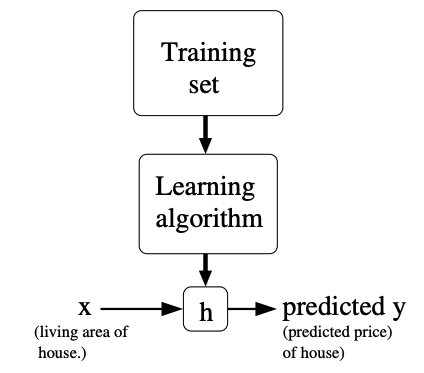 Training
set
Learning
algorithm
x
h
predicted y
(living area of
house.)
(predicted price)
of house)